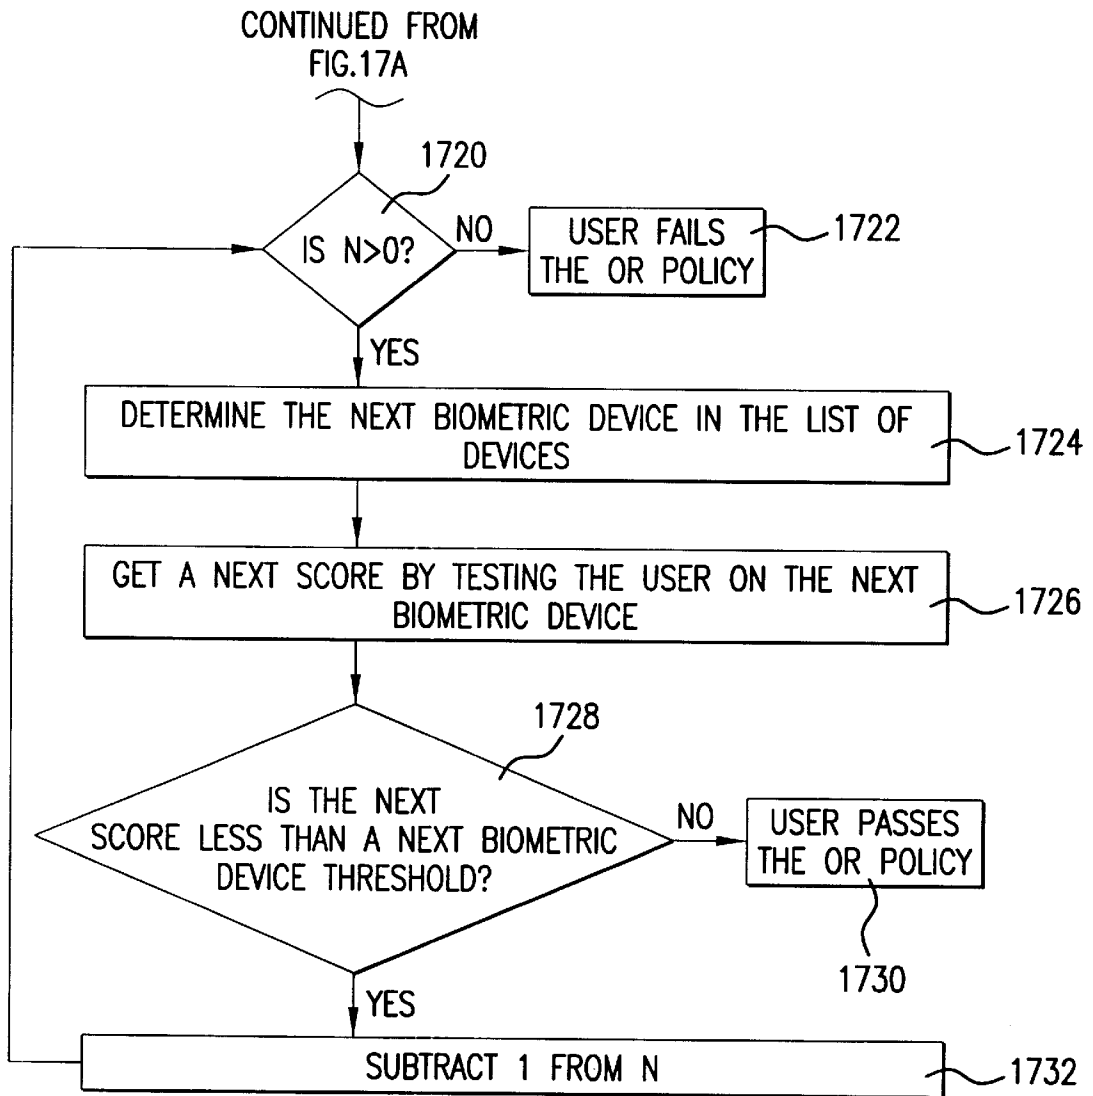 CONTINUED FROM
FIG.17A
1720
IS N>0?
NO
USER FAILS
THE OR POLICY
1722
YES
DETERMINE THE NEXT BIOMETRIC DEVICE IN THE LIST OF
DEVICES
1724
GET A NEXT SCORE BY TESTING THE USER ON THE NEXT
BIOMETRIC DEVICE
1726
1728
IS THE NEXT
SCORE LESS THAN A NEXT BIOMETRIC
DEVICE THRESHOLD?
NO
USER PASSES
THE OR POLICY
1730
YES
SUBTRACT 1 FROM N
1732